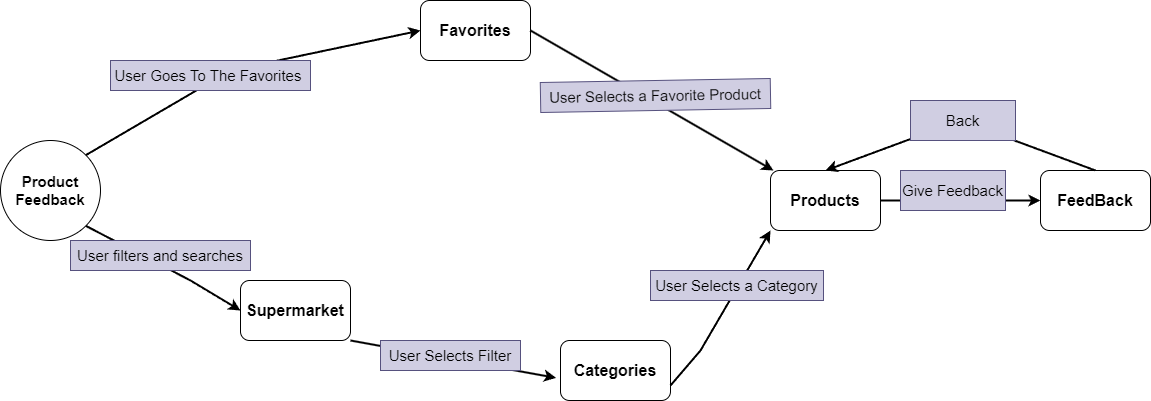 Favorites
User Goes To The Favorites
User Selects a Favorite Product
Back
Product
Feedback
Products
Give Feedback
FeedBack
User filters and searches
Supermarket
User Selects a Category
User Selects Filter
Categories